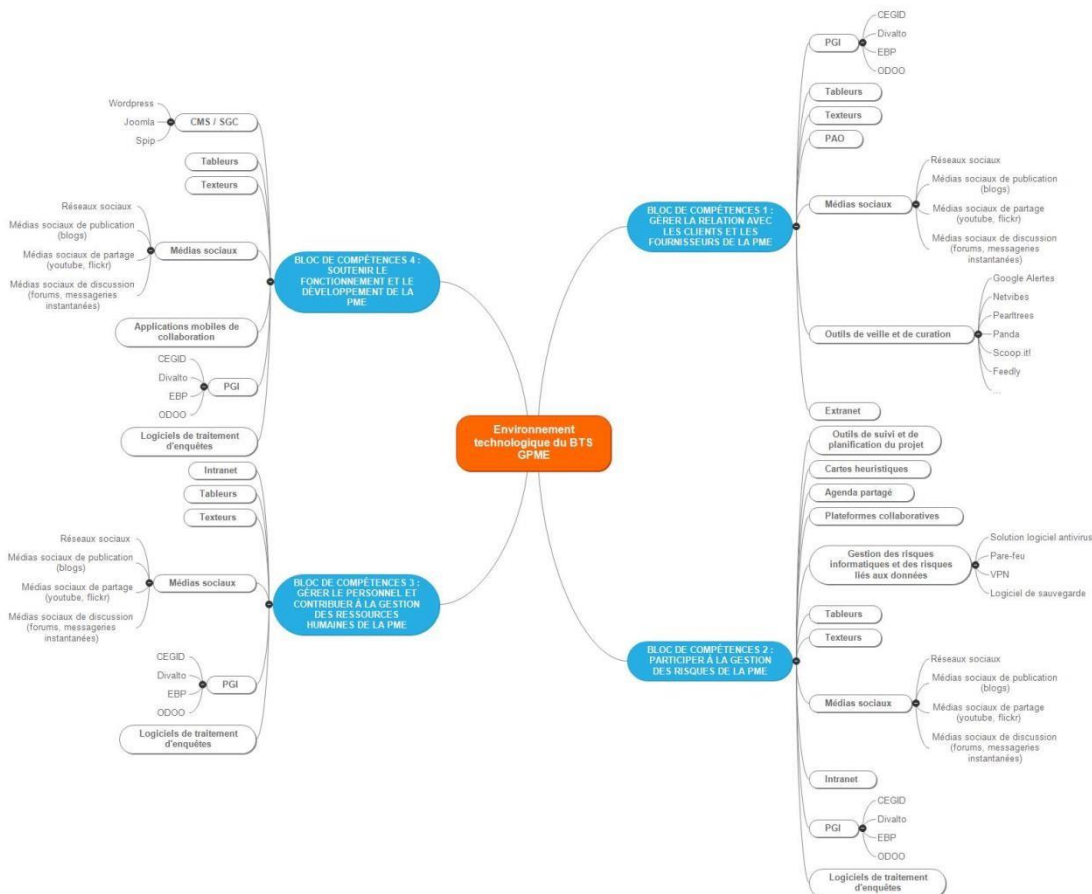 Environnement
technologique du BTS
GPME
BLOC DE COMPÉTENCES 1 :
GÉRER LA RELATION AVEC
LES CLIENTS ET LES
FOURNISSEURS DE LA PME
PGI
CEGID
Divalto
EBP
ODOO
Tableurs
Texteurs
PAO
Médias sociaux
Réseaux sociaux
Médias sociaux de publication
(blogs)
Médias sociaux de partage
(youtube, flickr)
Médias sociaux de discussion
(forums, messageries
instantanées)
Outils de veille et de curation
Google Alertes
Netvibes
Pearltrees
Panda
Scoop.it!
Feedly
...
Extranet
BLOC DE COMPÉTENCES 2 :
PARTICIPER À LA GESTION
DES RISQUES DE LA PME
Outils de suivi et de
planification du projet
Cartes heuristiques
Agenda partagé
Plateformes collaboratives
Gestion des risques
informatiques et des risques
liés aux données
Solution logiciel antivirus
Pare-feu
VPN
Logiciel de sauvegarde
Tableurs
Texteurs
Médias sociaux
Réseaux sociaux
Médias sociaux de publication
(blogs)
Médias sociaux de partage
(youtube, flickr)
Médias sociaux de discussion
(forums, messageries
instantanées)
Intranet
PGI
CEGID
Divalto
EBP
ODOO
Logiciels de traitement
d'enquêtes
BLOC DE COMPÉTENCES 3 :
GÉRER LE PERSONNEL ET
CONTRIBUER À LA GESTION
DES RESSOURCES
HUMAINES DE LA PME
Intranet
Tableurs
Texteurs
Médias sociaux
Réseaux sociaux
Médias sociaux de publication
(blogs)
Médias sociaux de partage
(youtube, flickr)
Médias sociaux de discussion
(forums, messageries
instantanées)
PGI
CEGID
Divalto
EBP
ODOO
Logiciels de traitement
d'enquêtes
BLOC DE COMPÉTENCES 4 :
SOUTENIR LE
FONCTIONNEMENT ET LE
DÉVELOPPEMENT DE LA
PME
CMS / SGC
Wordpress
Joomla
Spip
Tableurs
Texteurs
Médias sociaux
Réseaux sociaux
Médias sociaux de publication
(blogs)
Médias sociaux de partage
(youtube, flickr)
Médias sociaux de discussion
(forums, messageries
instantanées)
Applications mobiles de
collaboration
PGI
CEGID
Divalto
EBP
ODOO
Logiciels de traitement
d'enquêtes